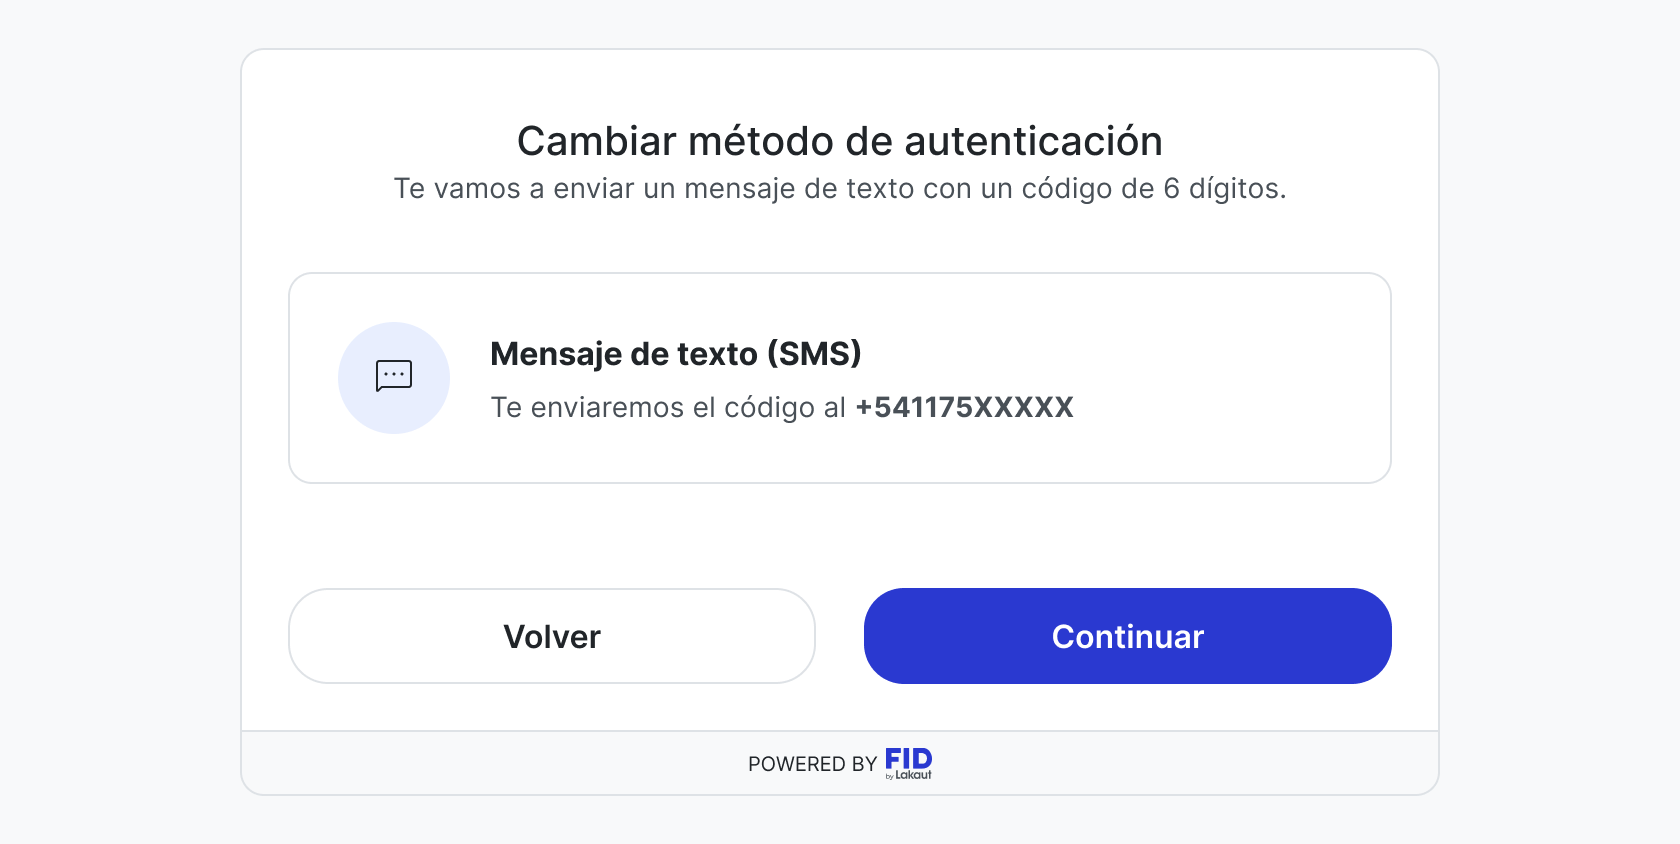 Cambiar método de autenticación
Te vamos a enviar un mensaje de texto con un código de 6 dígitos.
Mensaje de texto (SMS)
Te enviaremos el código al +541175XXXXX
Volver
Continuar
POWERED BY FID
by Lakaut